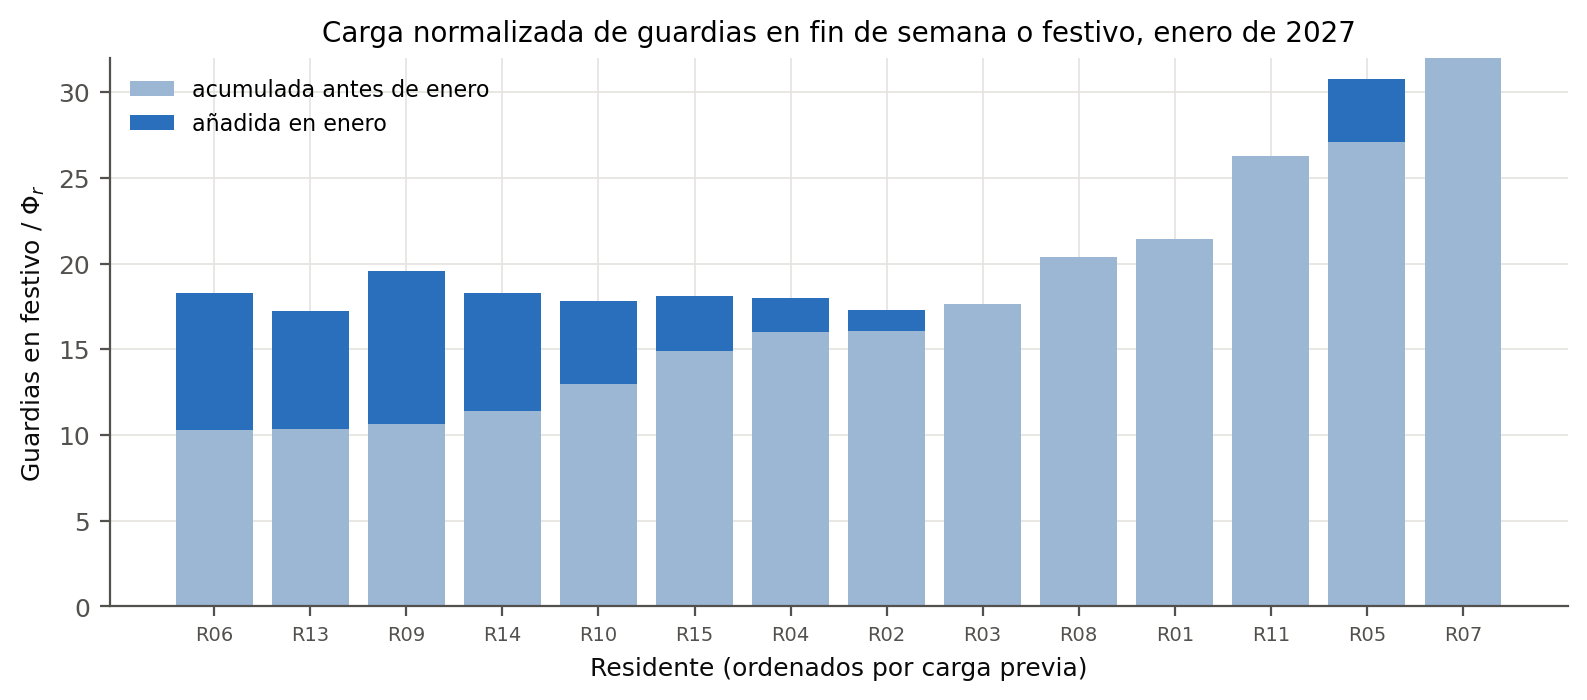 Carga normalizada de guardias en fin de semana o festivo, enero de 2027
acumulada antes de enero
añadida en enero
Guardias en festivo / Φr
30
25
20
15
10
5
0
R06 R13 R09 R14 R10 R15 R04 R02 R03 R08 R01 R11 R05 R07
Residente (ordenados por carga previa)